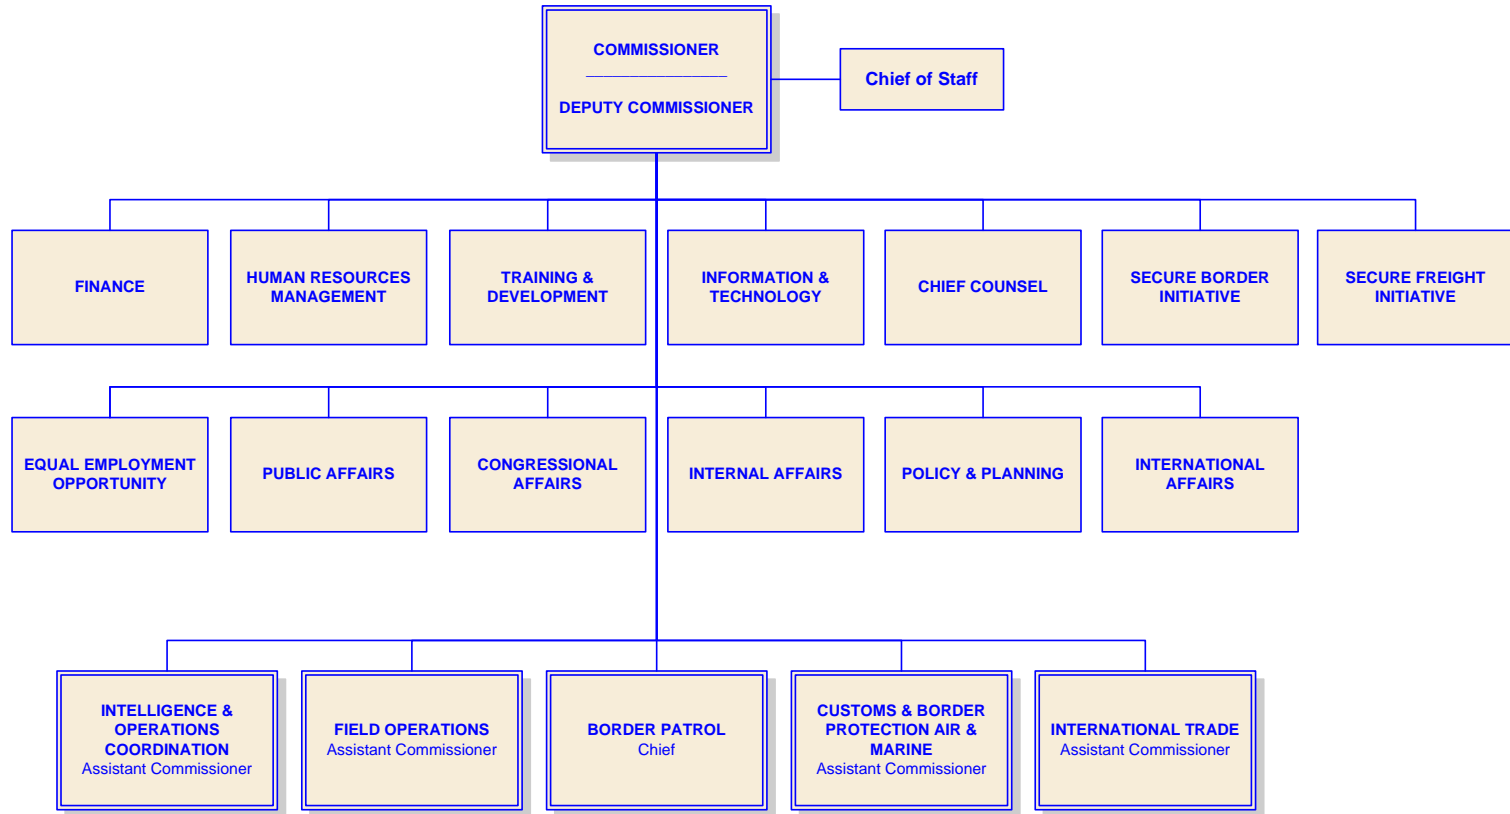 COMMISSIONER
DEPUTY COMMISSIONER
Chief of Staff
FINANCE
HUMAN RESOURCES
MANAGEMENT
TRAINING &
DEVELOPMENT
INFORMATION &
TECHNOLOGY
CHIEF COUNSEL
SECURE BORDER
INITIATIVE
SECURE FREIGHT
INITIATIVE
EQUAL EMPLOYMENT
OPPORTUNITY
PUBLIC AFFAIRS
CONGRESSIONAL
AFFAIRS
INTERNAL AFFAIRS
POLICY & PLANNING
INTERNATIONAL
AFFAIRS
INTELLIGENCE &
OPERATIONS
COORDINATION
Assistant Commissioner
FIELD OPERATIONS
Assistant Commissioner
BORDER PATROL
Chief
CUSTOMS & BORDER
PROTECTION AIR &
MARINE
Assistant Commissioner
INTERNATIONAL TRADE
Assistant Commissioner